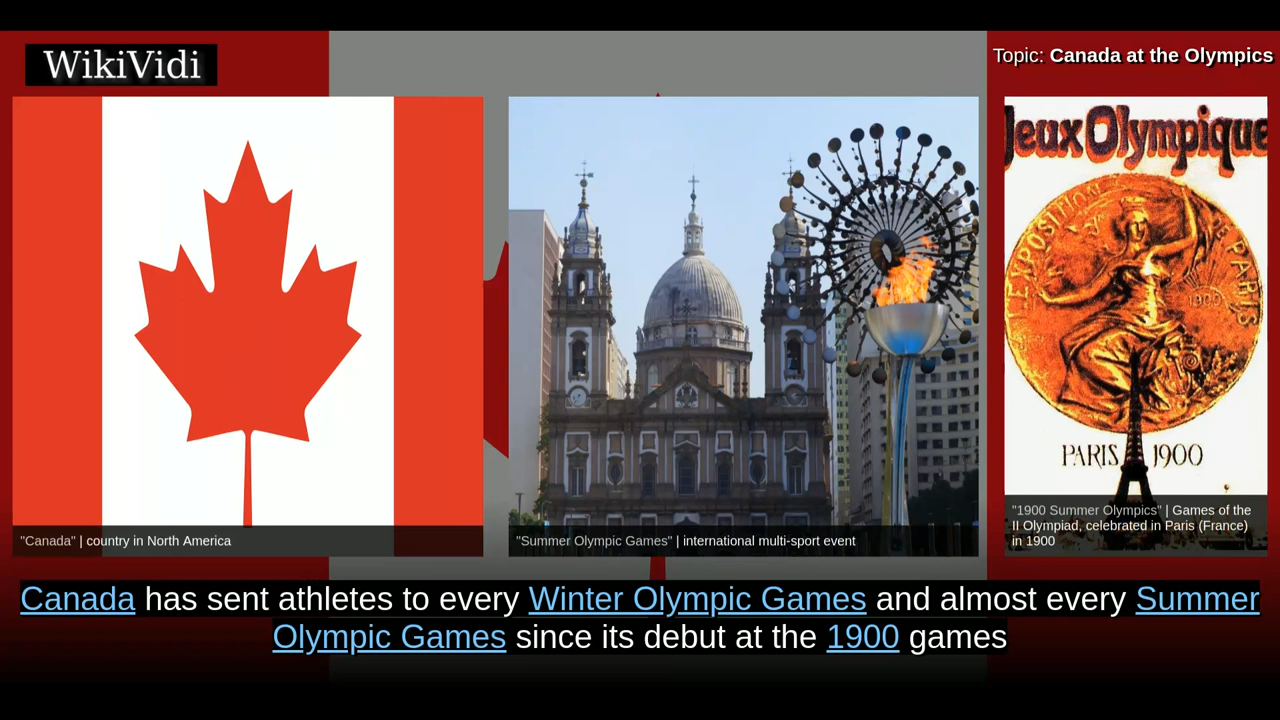 WikiVidi
Topic: Canada at the Olympics
Jeux Olympique
EXPOSITION
PARIS
1900
PARIS 1900
"Canada" | country in North America
"Summer Olympic Games" | international multi-sport event
"1900 Summer Olympics" | Games of the
II Olympiad, celebrated in Paris (France)
in 1900
Canada has sent athletes to every Winter Olympic Games and almost every Summer
Olympic Games since its debut at the 1900 games